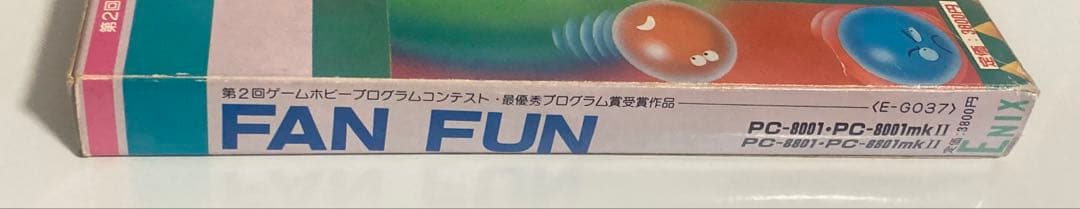 第2回
定価:3800円
第2回ゲームホビープログラムコンテスト・最優秀プログラム賞受賞作品
〈E-G037〉
FAN FUN
PC-8001・PC-8001mkII
PC-8801・PC-8801mkII
定価:3800円
ENIX